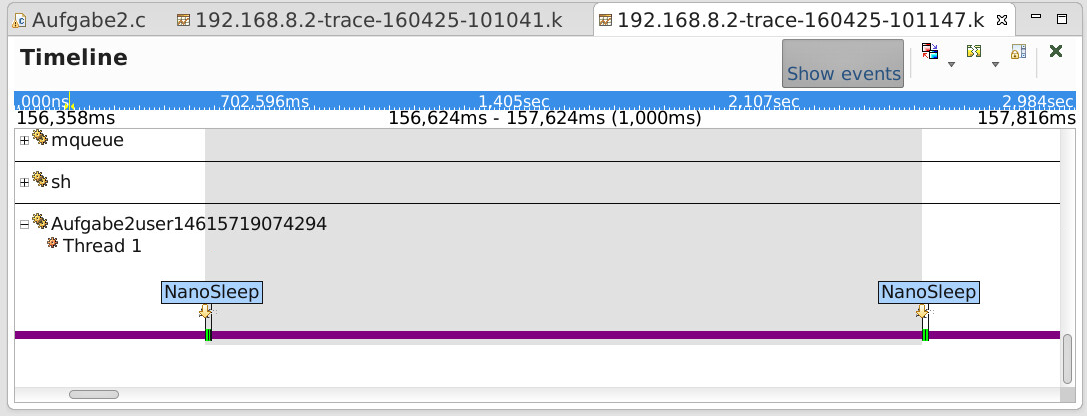 Aufgabe2.c 192.168.8.2-trace-160425-101041.k 192.168.8.2-trace-160425-101147.k
Timeline
Show events
,000ns 702,596ms 1,405sec 2,107sec 2,984sec
156,358ms 156,624ms - 157,624ms (1,000ms) 157,816ms
mqueue
sh
Aufgabe2user14615719074294
Thread 1
NanoSleep NanoSleep